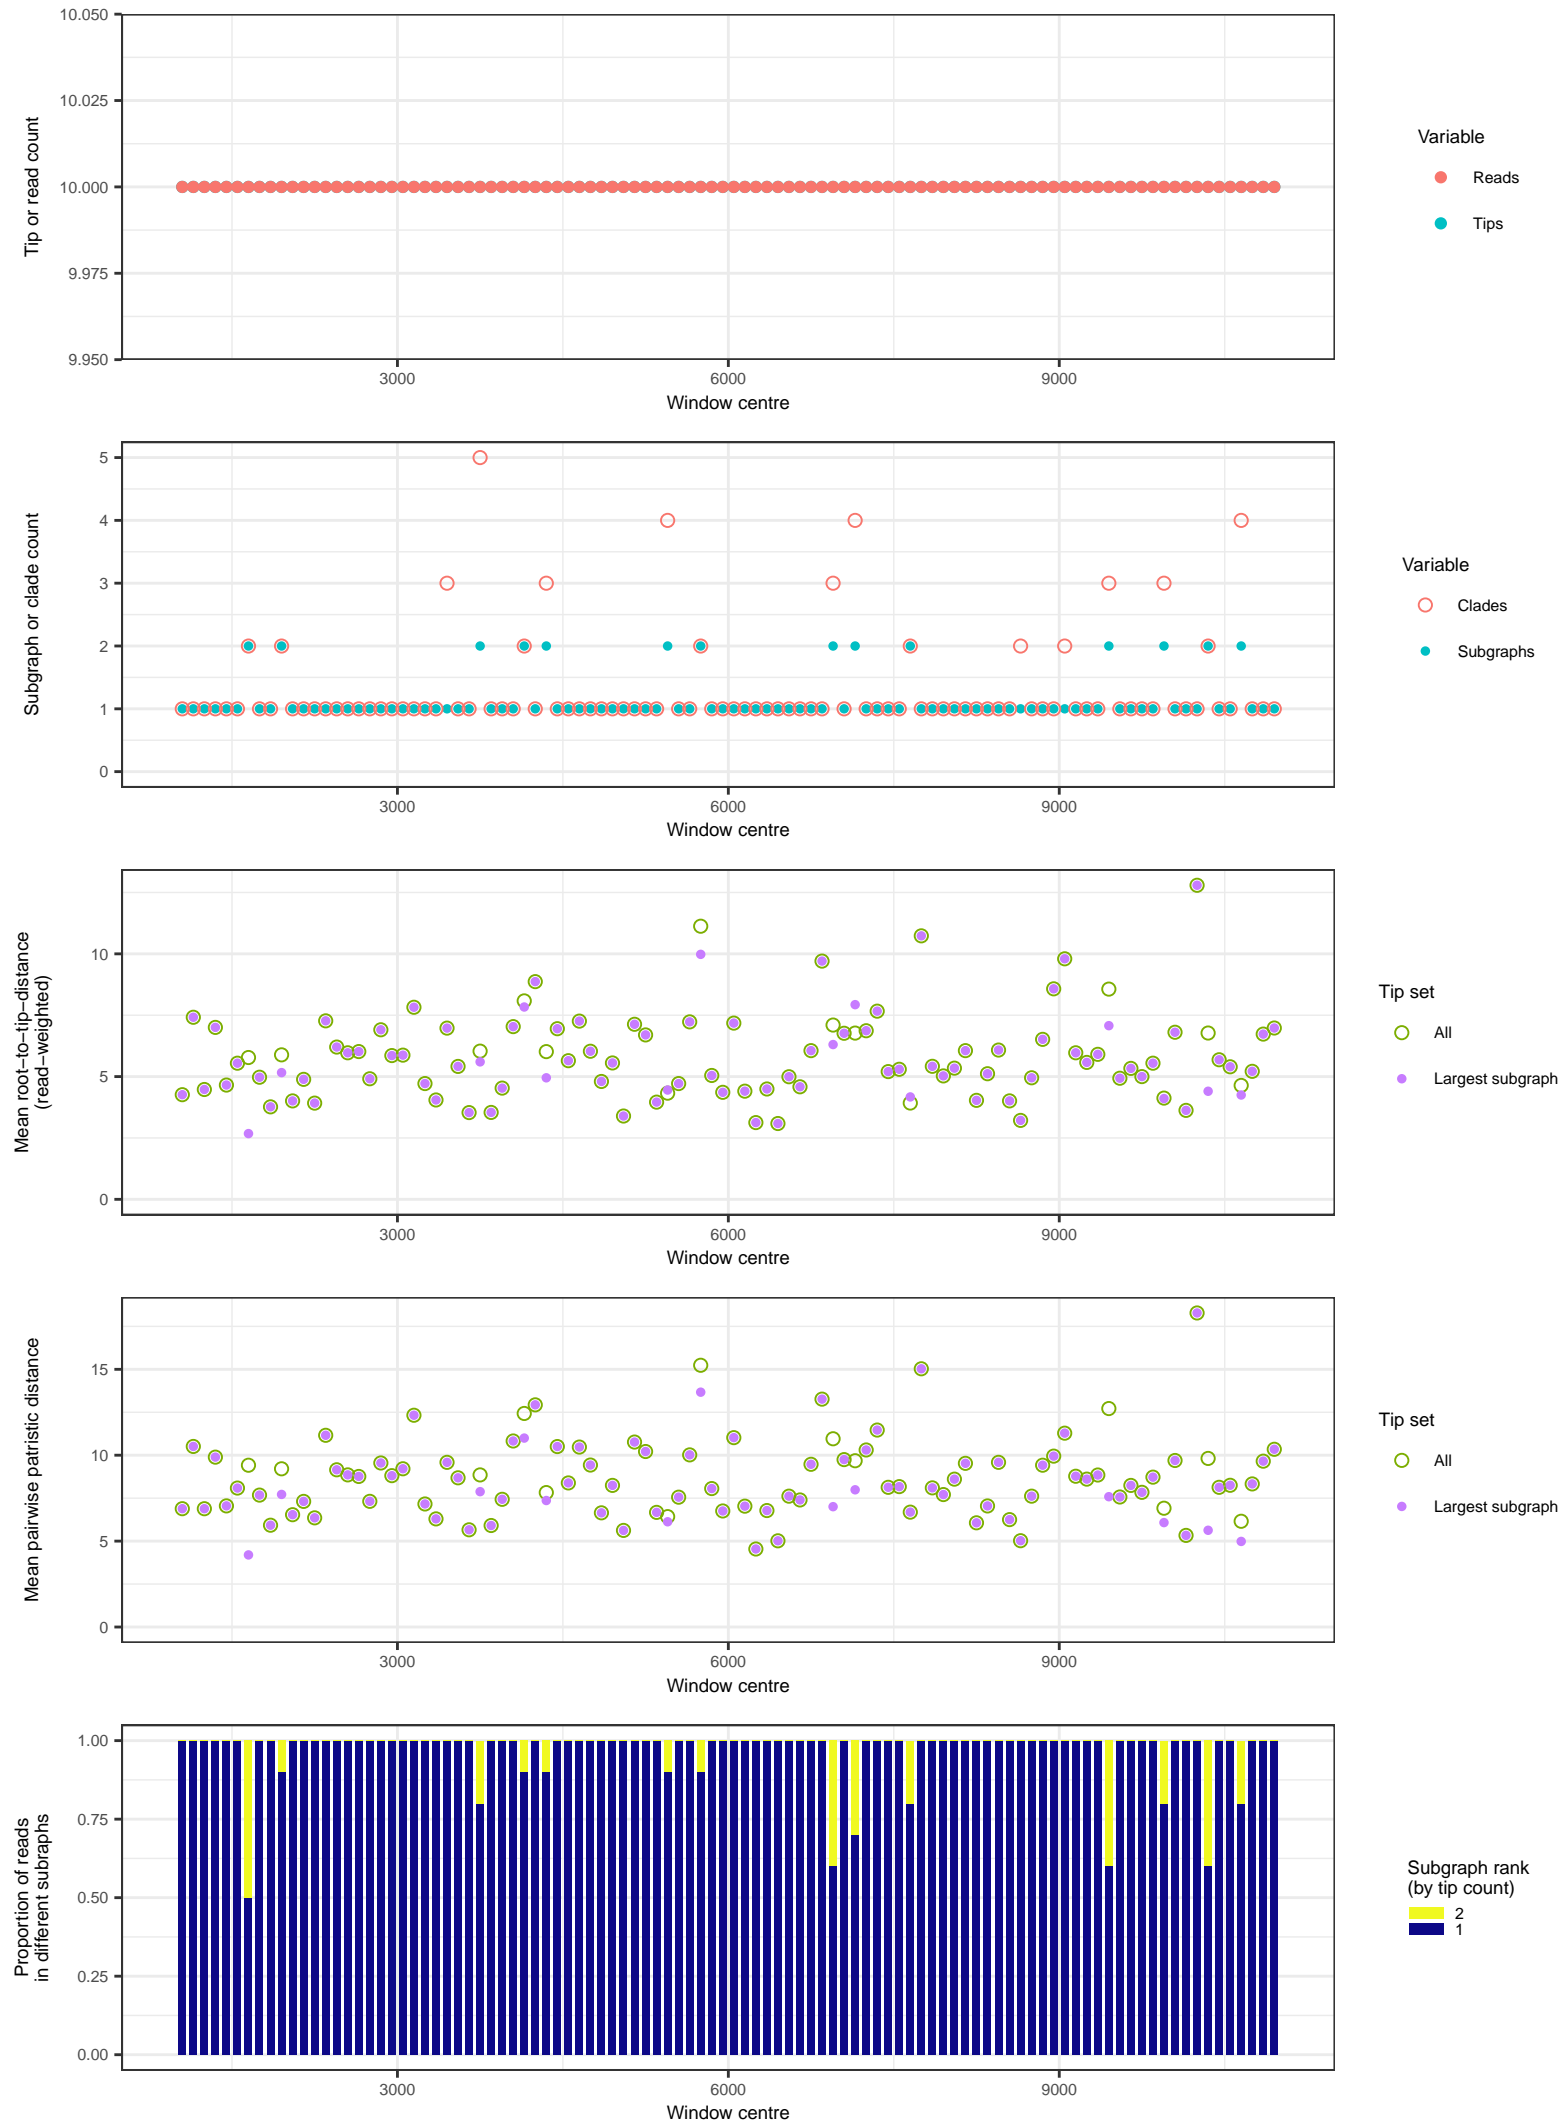 10.050
10.025
10.000
9.975
9.950
Tip or read count
3000
6000
9000
Window centre
Variable
Reads
Tips
5
4
3
2
1
0
Subgraph or clade count
3000
6000
9000
Window centre
Variable
Clades
Subgraphs
10
5
0
Mean root−to−tip−distance
(read−weighted)
3000
6000
9000
Window centre
Tip set
All
Largest subgraph
15
10
5
0
Mean pairwise patristic distance
3000
6000
9000
Window centre
Tip set
All
Largest subgraph
1.00
0.75
0.50
0.25
0.00
Proportion of reads
in different subraphs
3000
6000
9000
Window centre
Subgraph rank
(by tip count)
2
1